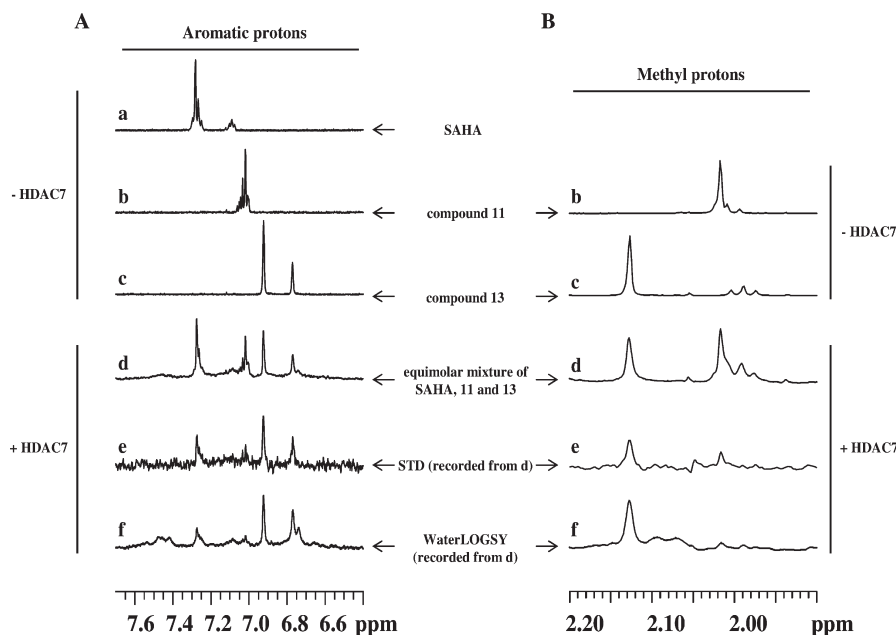 A
B
Aromatic protons
Methyl protons
a
SAHA
b
compound 11
b
- HDAC7
- HDAC7
c
compound 13
c
d
equimolar mixture of
SAHA, 11 and 13
d
+ HDAC7
+ HDAC7
e
STD (recorded from d)
e
f
WaterLOGSY
(recorded from d)
f
7.6 7.4 7.2 7.0 6.8 6.6 ppm
2.20 2.10 2.00 ppm